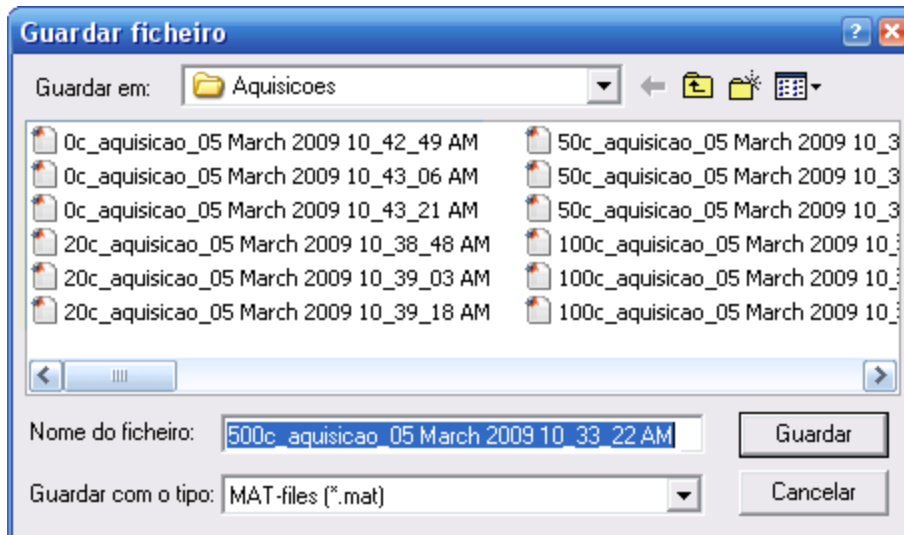 Guardar ficheiro
Guardar em: Aquisicoes
0c_aquisicao_05 March 2009 10_42_49 AM
0c_aquisicao_05 March 2009 10_43_06 AM
0c_aquisicao_05 March 2009 10_43_21 AM
20c_aquisicao_05 March 2009 10_38_48 AM
20c_aquisicao_05 March 2009 10_39_03 AM
20c_aquisicao_05 March 2009 10_39_18 AM
50c_aquisicao_05 March 2009 10_3
50c_aquisicao_05 March 2009 10_3
50c_aquisicao_05 March 2009 10_3
100c_aquisicao_05 March 2009 10_
100c_aquisicao_05 March 2009 10_
100c_aquisicao_05 March 2009 10_
Nome do ficheiro: 500c_aquisicao_05 March 2009 10_33_22 AM
Guardar
Guardar com o tipo: MAT-files (*.mat)
Cancelar